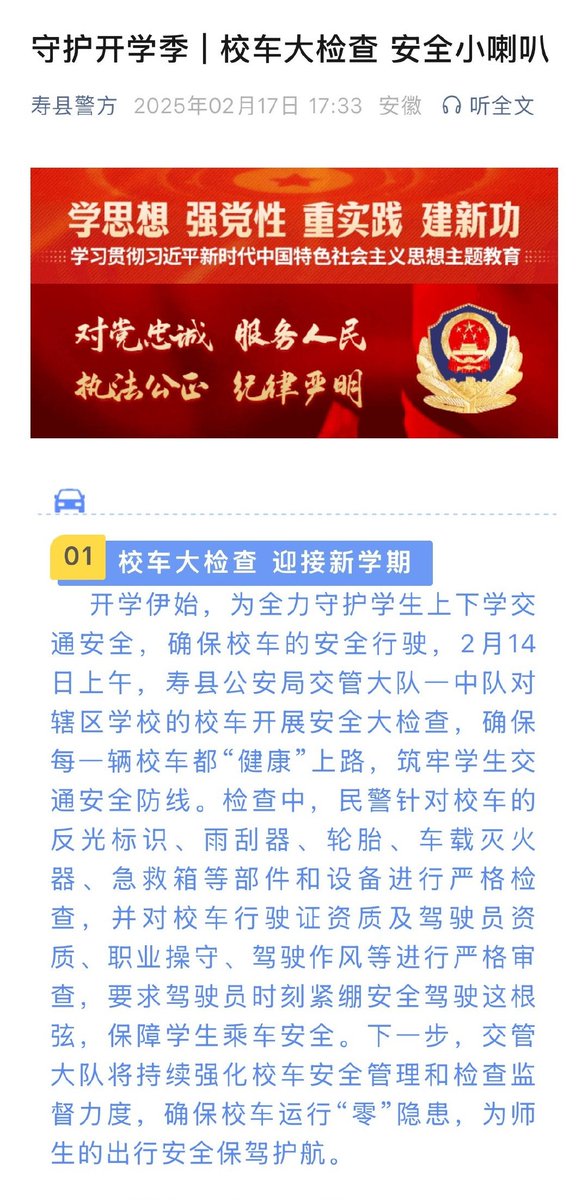 守护开学季 | 校车大检查 安全小喇叭
寿县警方 2025年02月17日 17:33 安徽 听全文
学思想 强党性 重实践 建新功
学习贯彻习近平新时代中国特色社会主义思想主题教育
对党忠诚 服务人民
执法公正 纪律严明
01 校车大检查 迎接新学期
开学伊始，为全力守护学生上下学交
通安全，确保校车的安全行驶，2月14
日上午，寿县公安局交管大队一中队对
辖区学校的校车开展安全大检查，确保
每一辆校车都“健康”上路，筑牢学生交
通安全防线。检查中，民警针对校车的
反光标识、雨刮器、轮胎、车载灭火
器、急救箱等部件和设备进行严格检
查，并对校车行驶证资质及驾驶员资
质、职业操守、驾驶作风等进行严格审
查，要求驾驶员时刻紧绷安全驾驶这根
弦，保障学生乘车安全。下一步，交管
大队将持续强化校车安全管理和检查监
督力度，确保校车运行“零”隐患，为师
生的出行安全保驾护航。